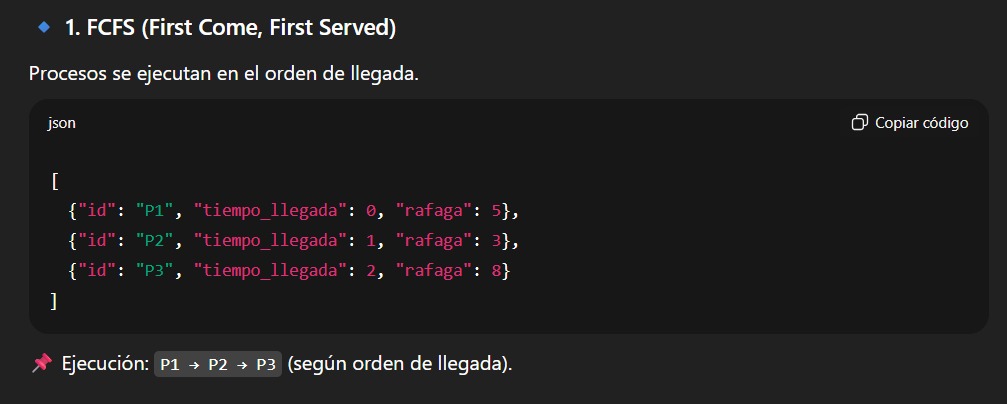 🔹 1. FCFS (First Come, First Served)
Procesos se ejecutan en el orden de llegada.
json
Copiar código
[
  {"id": "P1", "tiempo_llegada": 0, "rafaga": 5},
  {"id": "P2", "tiempo_llegada": 1, "rafaga": 3},
  {"id": "P3", "tiempo_llegada": 2, "rafaga": 8}
]
📌 Ejecución: P1 → P2 → P3 (según orden de llegada).